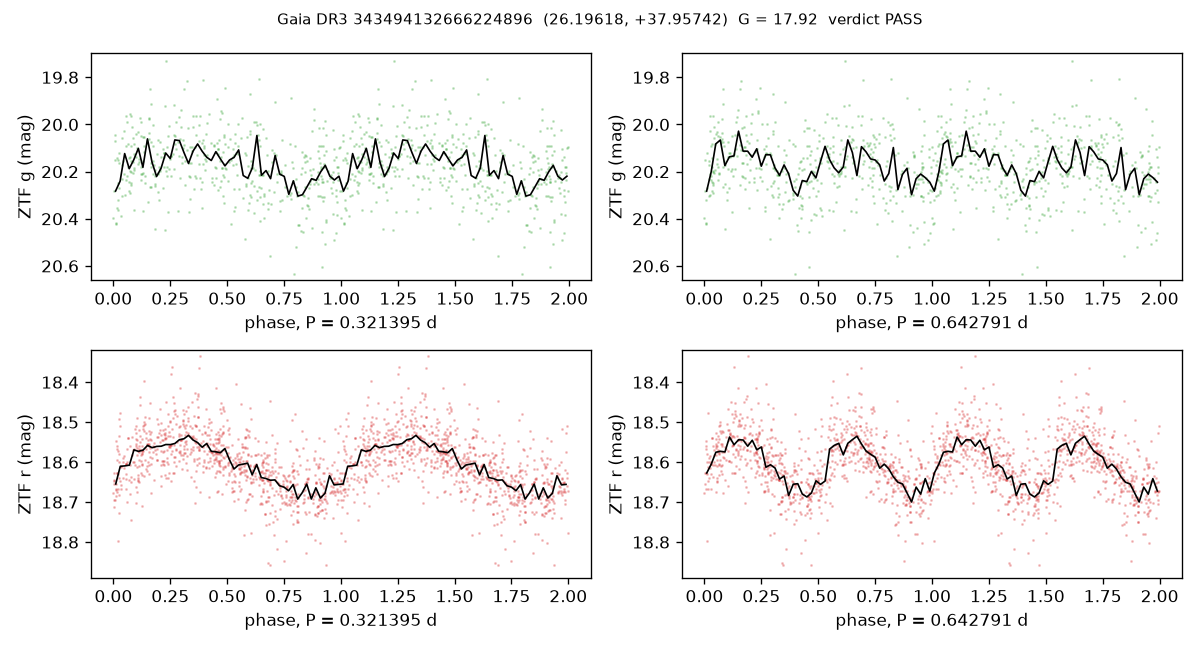 Gaia DR3 343494132666224896  (26.19618, +37.95742)  G = 17.92  verdict PASS
ZTF g (mag)
19.8
20.0
20.2
20.4
20.6
0.00 0.25 0.50 0.75 1.00 1.25 1.50 1.75 2.00
phase, P = 0.321395 d
ZTF g (mag)
19.8
20.0
20.2
20.4
20.6
0.00 0.25 0.50 0.75 1.00 1.25 1.50 1.75 2.00
phase, P = 0.642791 d
ZTF r (mag)
18.4
18.5
18.6
18.7
18.8
0.00 0.25 0.50 0.75 1.00 1.25 1.50 1.75 2.00
phase, P = 0.321395 d
ZTF r (mag)
18.4
18.5
18.6
18.7
18.8
0.00 0.25 0.50 0.75 1.00 1.25 1.50 1.75 2.00
phase, P = 0.642791 d